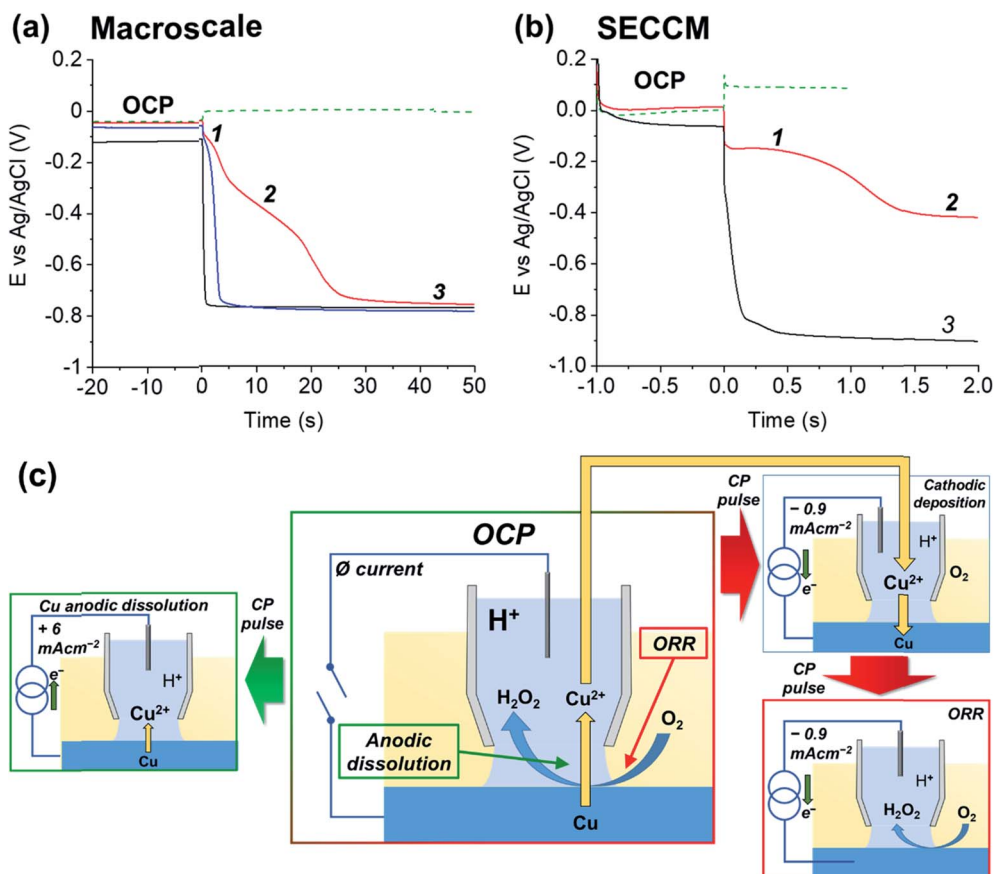 (a) Macroscale
0.2
0
-0.2
-0.4
-0.6
-0.8
-1
E vs Ag/AgCl (V)
OCP
1
2
3
-20 -10 0 10 20 30 40 50
Time (s)
(b) SECCM
0.2
0.0
-0.2
-0.4
-0.6
-0.8
-1.0
E vs Ag/AgCl (V)
OCP
1
2
3
-1.0 -0.5 0.0 0.5 1.0 1.5 2.0
Time (s)
(c)
Cu anodic dissolution
+ 6
mAcm⁻²
e⁻
H⁺
Cu²⁺
Cu
CP
pulse
OCP
Ø current
H⁺
ORR
H₂O₂
Cu²⁺
O₂
Anodic
dissolution
Cu
CP
pulse
Cathodic
deposition
− 0.9
mAcm⁻²
H⁺
e⁻
Cu²⁺
O₂
Cu
CP
pulse
ORR
− 0.9
mAcm⁻²
H⁺
e⁻
H₂O₂
O₂